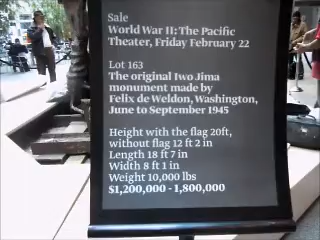 Sale
World War II: The Pacific
Theater, Friday February 22
Lot 163
The original Iwo Jima
monument made by
Felix de Weldon, Washington,
June to September 1945
Height with the flag 20ft,
without flag 12 ft 2 in
Length 18 ft 7 in
Width 8 ft 1 in
Weight 10,000 lbs
$1,200,000 - 1,800,000